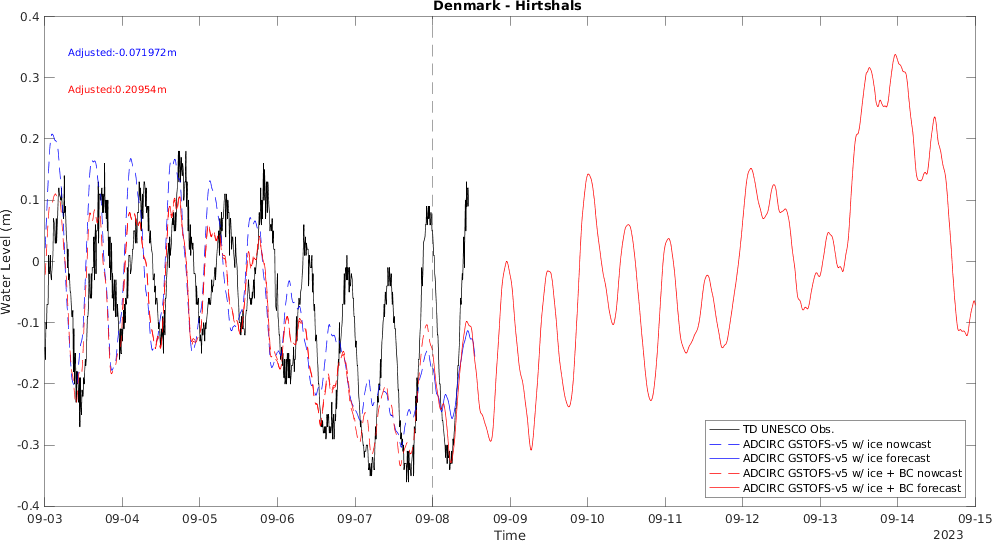 Denmark - Hirtshals
Adjusted:-0.071972m
Adjusted:0.20954m
Water Level (m)
0.4
0.3
0.2
0.1
0
-0.1
-0.2
-0.3
-0.4
TD UNESCO Obs.
ADCIRC GSTOFS-v5 w/ ice nowcast
ADCIRC GSTOFS-v5 w/ ice forecast
ADCIRC GSTOFS-v5 w/ ice + BC nowcast
ADCIRC GSTOFS-v5 w/ ice + BC forecast
09-03 09-04 09-05 09-06 09-07 09-08 09-09 09-10 09-11 09-12 09-13 09-14 09-15
Time
2023